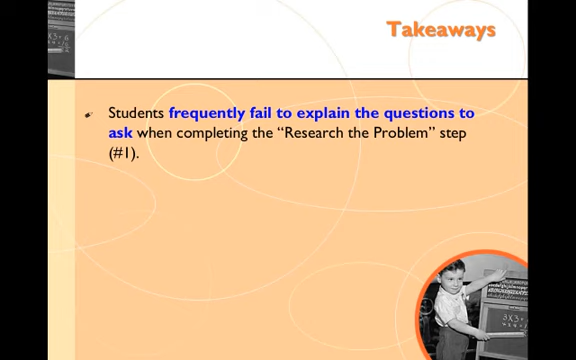 Takeaways
Students frequently fail to explain the questions to
ask when completing the “Research the Problem” step
(#1).